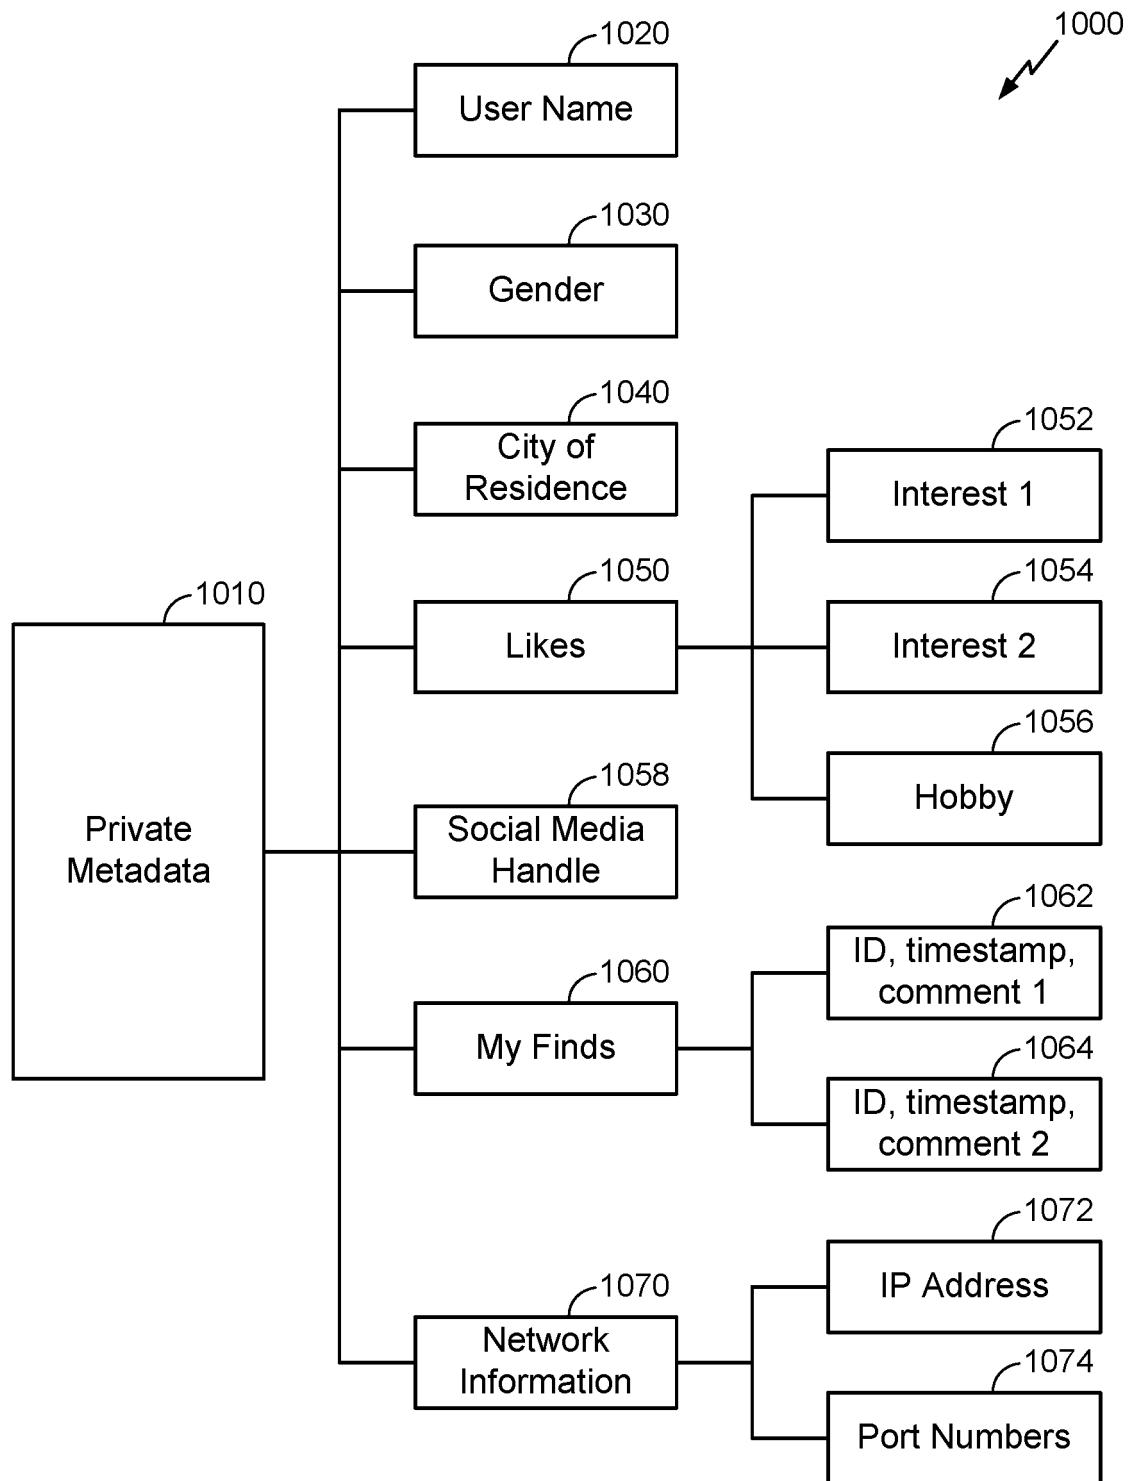 1000
1020
User Name
1030
Gender
1040
City of
Residence
1050
Likes
1052
Interest 1
1054
Interest 2
1056
Hobby
1010
Private
Metadada
1058
Social Media
Handle
1060
My Finds
1062
ID, timestamp,
comment 1
1064
ID, timestamp,
comment 2
1070
Network
Information
1072
IP Address
1074
Port Numbers